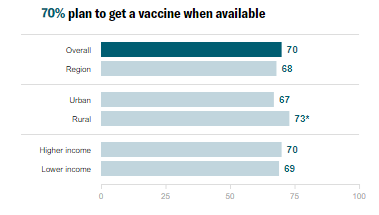 70% plan to get a vaccine when available
Overall 70
Region 68
Urban 67
Rural 73*
Higher income 70
Lower income 69
0 25 50 75 100